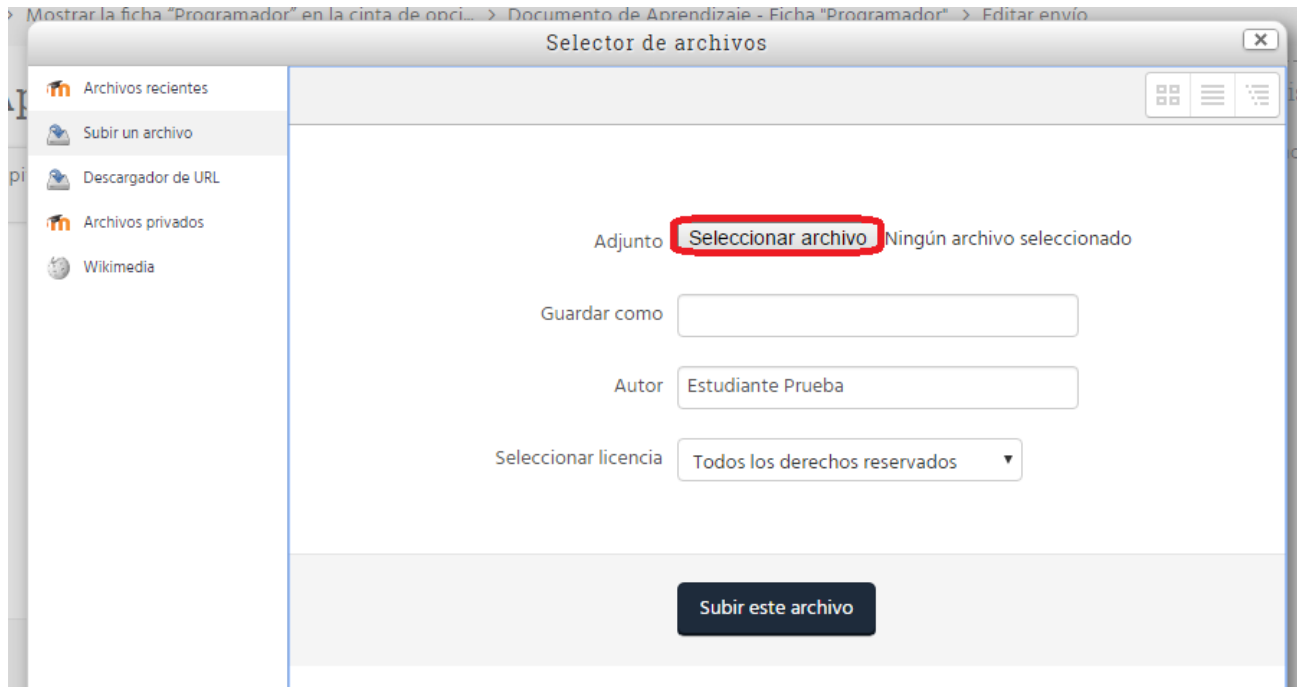 Mostrar la ficha “Programador” en la cinta de opci... > Documento de Aprendizaje - Ficha "Programador" > Editar envío
Selector de archivos
Archivos recientes
Subir un archivo
Descargador de URL
Archivos privados
Wikimedia
Adjunto Seleccionar archivo Ningún archivo seleccionado
Guardar como
Autor Estudiante Prueba
Seleccionar licencia Todos los derechos reservados
Subir este archivo